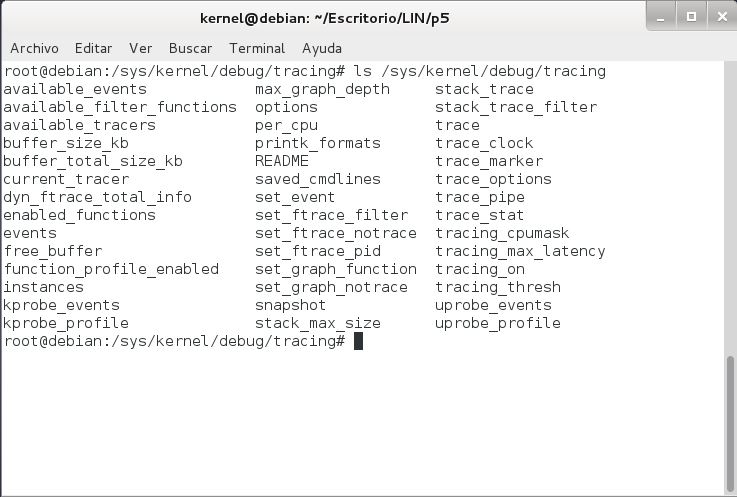 kernel@debian: ~/Escritorio/LIN/p5
Archivo Editar Ver Buscar Terminal Ayuda
root@debian:/sys/kernel/debug/tracing# ls /sys/kernel/debug/tracing
available_events max_graph_depth stack_trace
available_filter_functions options stack_trace_filter
available_tracers per_cpu trace
buffer_size_kb printk_formats trace_clock
buffer_total_size_kb README trace_marker
current_tracer saved_cmdlines trace_options
dyn_ftrace_total_info set_event trace_pipe
enabled_functions set_ftrace_filter trace_stat
events set_ftrace_notrace tracing_cpumask
free_buffer set_ftrace_pid tracing_max_latency
function_profile_enabled set_graph_function tracing_on
instances set_graph_notrace tracing_thresh
kprobe_events snapshot uprobe_events
kprobe_profile stack_max_size uprobe_profile
root@debian:/sys/kernel/debug/tracing#